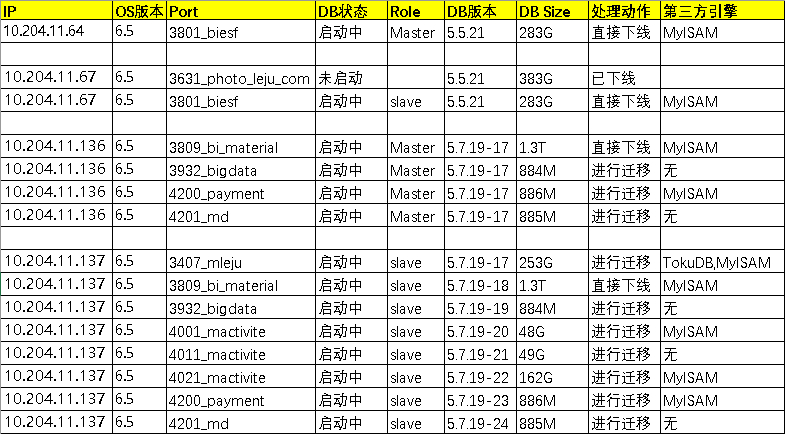 IP OS版本 Port DB状态 Role DB版本 DB Size 处理动作 第三方引擎
10.204.11.64 6.5 3801_biesf 启动中 Master 5.5.21 283G 直接下线 MyISAM
10.204.11.67 6.5 3631_photo_leju_com 未启动 5.5.21 383G 已下线
10.204.11.67 6.5 3801_biesf 启动中 slave 5.5.21 283G 直接下线 MyISAM
10.204.11.136 6.5 3809_bi_material 启动中 Master 5.7.19-17 1.3T 直接下线 MyISAM
10.204.11.136 6.5 3932_bigdata 启动中 Master 5.7.19-17 884M 进行迁移 无
10.204.11.136 6.5 4200_payment 启动中 Master 5.7.19-17 886M 进行迁移 MyISAM
10.204.11.136 6.5 4201_md 启动中 Master 5.7.19-17 885M 进行迁移 无
10.204.11.137 6.5 3407_mleju 启动中 slave 5.7.19-17 253G 进行迁移 TokuDB,MyISAM
10.204.11.137 6.5 3809_bi_material 启动中 slave 5.7.19-18 1.3T 直接下线 MyISAM
10.204.11.137 6.5 3932_bigdata 启动中 slave 5.7.19-19 884M 进行迁移 无
10.204.11.137 6.5 4001_mactivite 启动中 slave 5.7.19-20 48G 进行迁移 MyISAM
10.204.11.137 6.5 4011_mactivite 启动中 slave 5.7.19-21 49G 进行迁移 无
10.204.11.137 6.5 4021_mactivite 启动中 slave 5.7.19-22 162G 进行迁移 MyISAM
10.204.11.137 6.5 4200_payment 启动中 slave 5.7.19-23 886M 进行迁移 MyISAM
10.204.11.137 6.5 4201_md 启动中 slave 5.7.19-24 885M 进行迁移 无